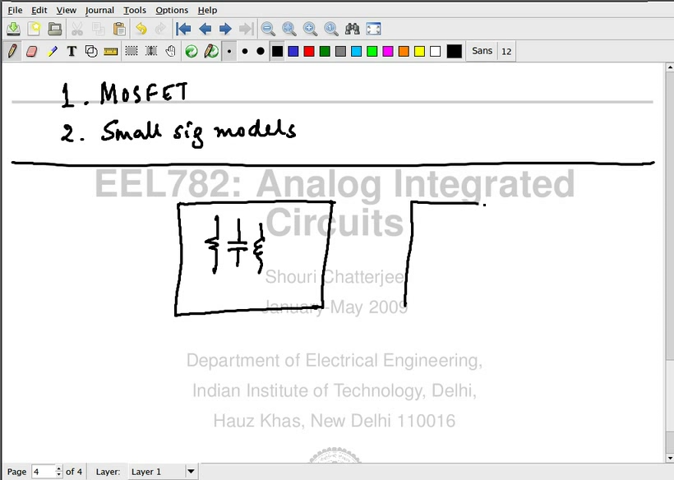 File Edit View Journal Tools Options Help
Sans 12
1. MOSFET
2. Small sig models
EEL782: Analog Integrated
Circuits
Shouri Chatterjee
January-May 2009
Department of Electrical Engineering,
Indian Institute of Technology, Delhi,
Hauz Khas, New Delhi 110016
Page 4 of 4 Layer: Layer 1